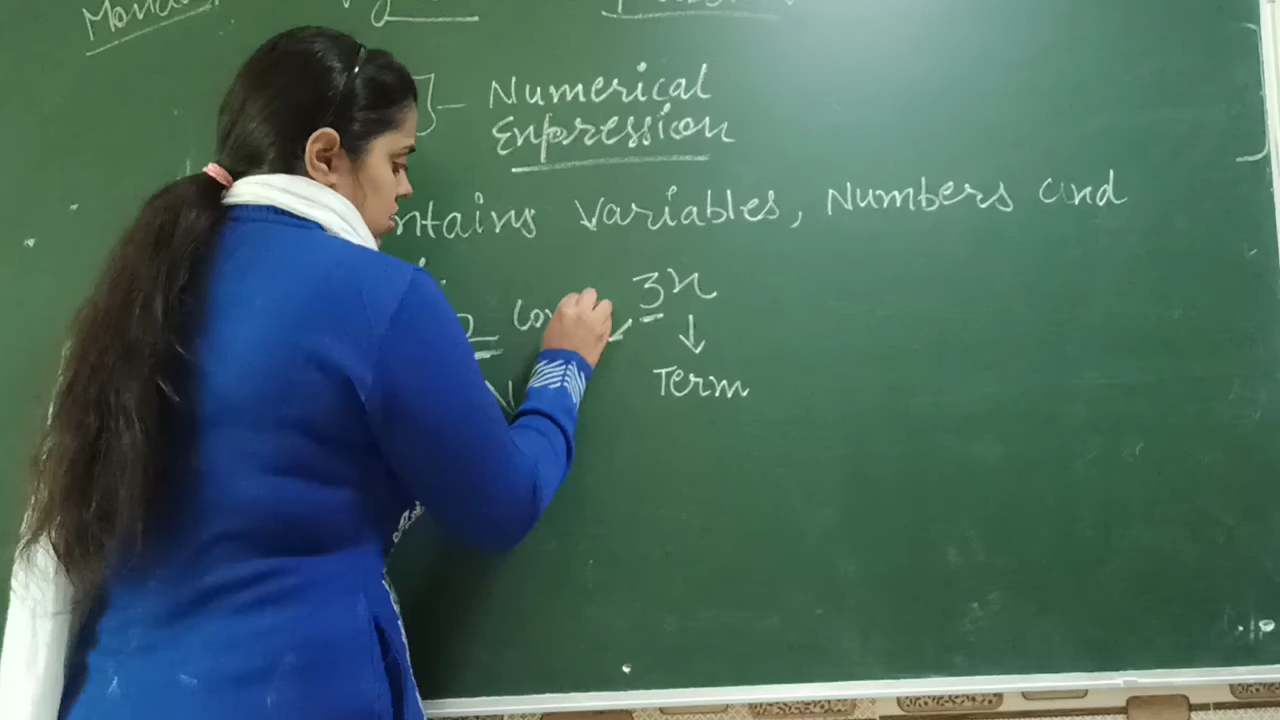 Numerical
Expression
ntains Variables, Numbers and
3x
Term